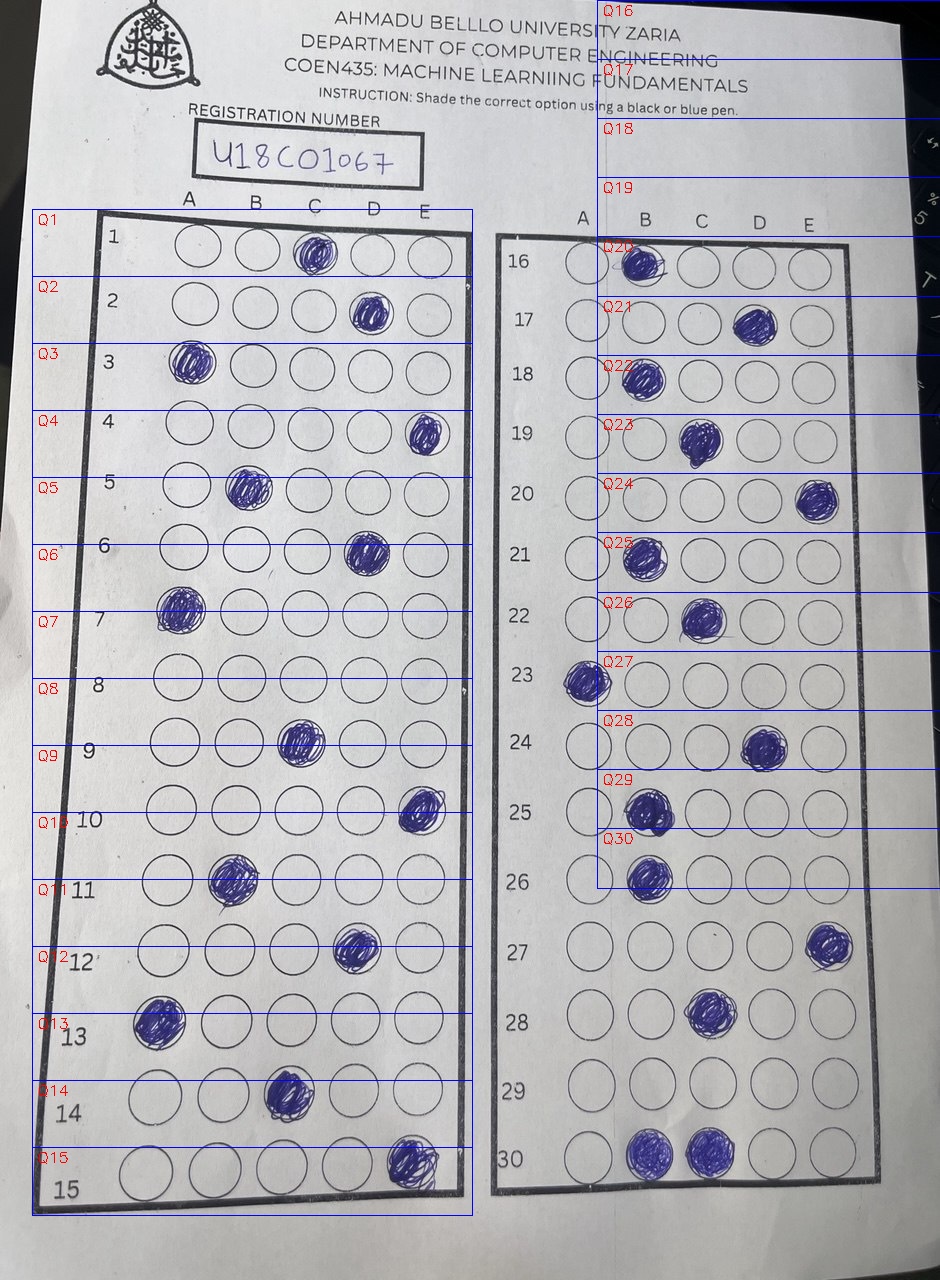 AHMADU BELLLO UNIVERSITY ZARIA
DEPARTMENT OF COMPUTER ENGINEERING
COEN435: MACHINE LEARNIING FUNDAMENTALS
INSTRUCTION: Shade the correct option using a black or blue pen.
REGISTRATION NUMBER
U18CO1067
A B C D E
Q1 1
Q2 2
Q3 3
Q4 4
Q5 5
Q6 6
Q7 7
Q8 8
Q9 9
Q10 10
Q11 11
Q12 12
Q13 13
Q14 14
Q15 15
Q16
Q17
Q18
Q19
A B C D E
16 Q20
17 Q21
18 Q22
19 Q23
20 Q24
21 Q25
22 Q26
23 Q27
24 Q28
25 Q29
Q30
26
27
28
29
30